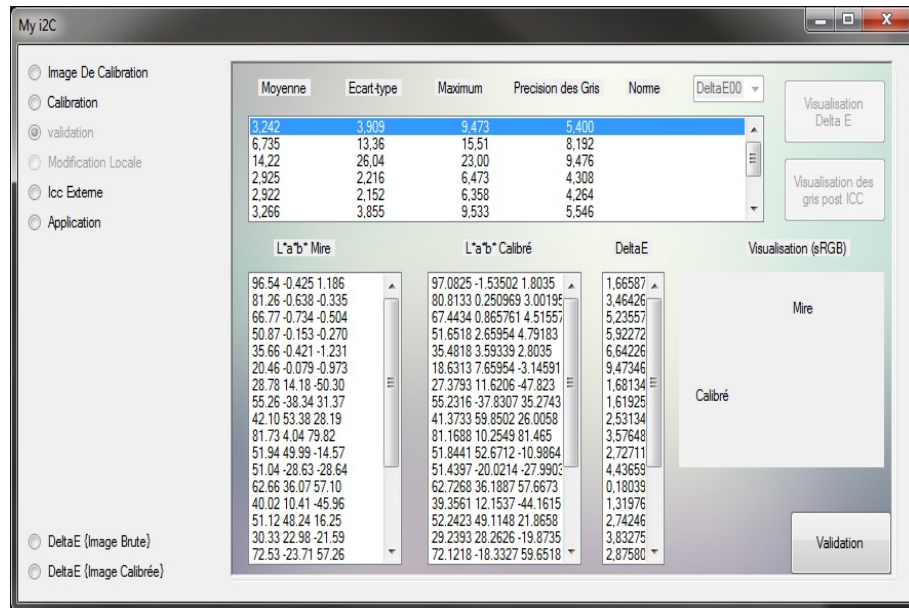 My i2C
Image De Calibration
Calibration
validation
Modification Locale
Icc Externe
Application
DeltaE {Image Brute}
DeltaE {Image Calibrée}
Moyenne Ecart-type Maximum Precision des Gris Norme DeltaE00
3,242 3,909 9,473 5,400
6,735 13,36 15,51 8,192
14,22 26,04 23,00 9,476
2,925 2,216 6,473 4,308
2,922 2,152 6,358 4,264
3,266 3,855 9,533 5,546
Visualisation
Delta E
Visualisation des
gris post ICC
L*a*b* Mire
96.54 -0.425 1.186
81.26 -0.638 -0.335
66.77 -0.734 -0.504
50.87 -0.153 -0.270
35.66 -0.421 -1.231
20.46 -0.079 -0.973
28.78 14.18 -50.30
55.26 -38.34 31.37
42.10 53.38 28.19
81.73 4.04 79.82
51.94 49.99 -14.57
51.04 -28.63 -28.64
62.66 36.07 57.10
40.02 10.41 -45.96
51.12 48.24 16.25
30.33 22.98 -21.59
72.53 -23.71 57.26
L*a*b* Calibré
97.0825 -1.53502 1.8035
80.8133 0.250969 3.00195
67.4434 0.865761 4.51557
51.6518 2.65954 4.79183
35.4818 3.59339 2.8035
18.6313 7.65954 -3.14591
27.3793 11.6206 -47.823
55.2316 -37.8307 35.2743
41.3733 59.8502 26.0058
81.1688 10.2549 81.465
51.8441 52.6712 -10.9864
51.4397 -20.0214 -27.9903
62.7268 36.1887 57.6673
39.3561 12.1537 -44.1615
52.2423 49.1148 21.8658
29.2393 28.2626 -19.8735
72.1218 -18.3327 59.6518
DeltaE
1,66587
3,46426
5,23557
5,92272
6,64226
9,47346
1,68134
1,61925
2,53134
3,57648
2,72711
4,43659
0,18039
1,31976
2,74246
3,83275
2,87580
Visualisation (sRGB)
Mire
Calibré
Validation